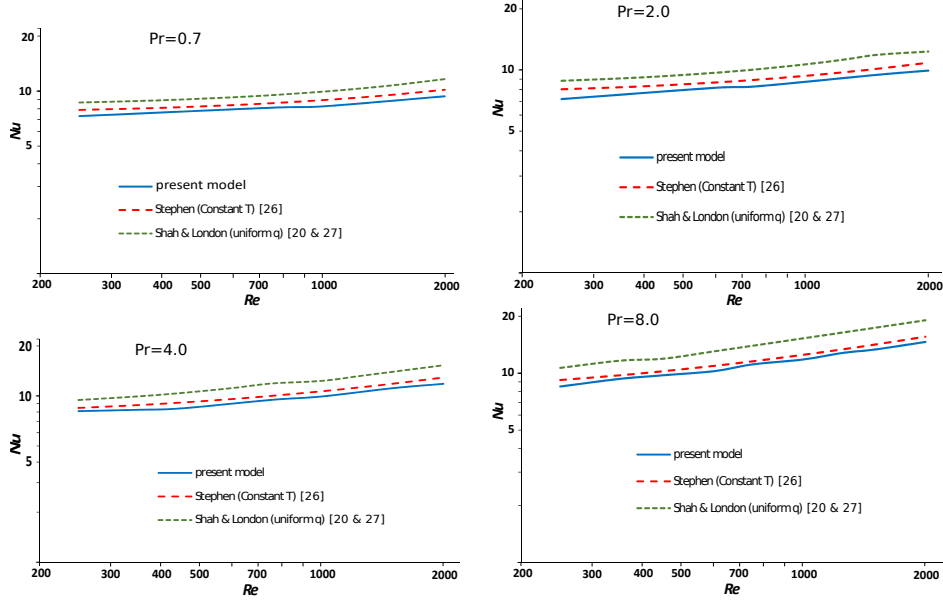 Pr=0.7
20
10
5
Nu
present model
Stephen (Constant T) [26]
Shah & London (uniform q) [20 & 27]
200 300 400 500 700 1000 2000
Re
Pr=2.0
20
10
5
Nu
present model
Stephen (Constant T) [26]
Shah & London (uniform q) [20 & 27]
200 300 400 500 700 1000 2000
Re
Pr=4.0
20
10
5
Nu
present model
Stephen (Constant T) [26]
Shah & London (uniform q) [20 & 27]
200 300 400 500 700 1000 2000
Re
Pr=8.0
20
10
5
Nu
present model
Stephen (Constant T) [26]
Shah & London (uniform q) [20 & 27]
200 300 400 500 700 1000 2000
Re